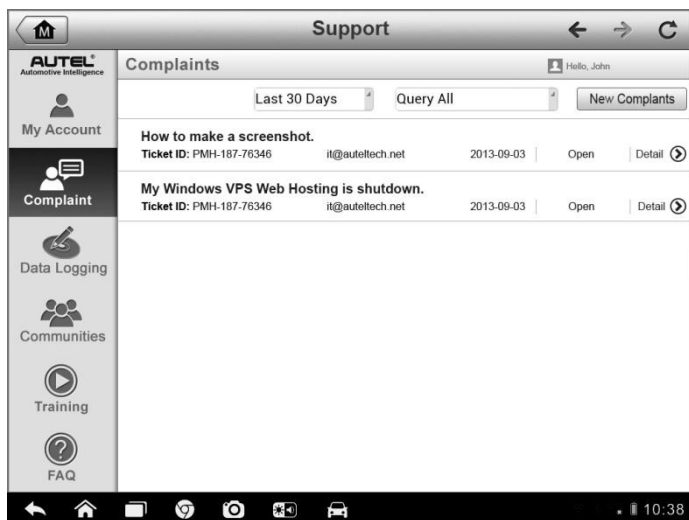 M
Support
AUTEL®
Automotive Intelligence
Complaints
Hello, John
Last 30 Days
Query All
New Complants
My Account
How to make a screenshot.
Ticket ID: PMH-187-76346 it@auteltech.net 2013-09-03 Open Detail
Complaint
My Windows VPS Web Hosting is shutdown.
Ticket ID: PMH-187-76346 it@auteltech.net 2013-09-03 Open Detail
Data Logging
Communities
Training
?
FAQ
10:38